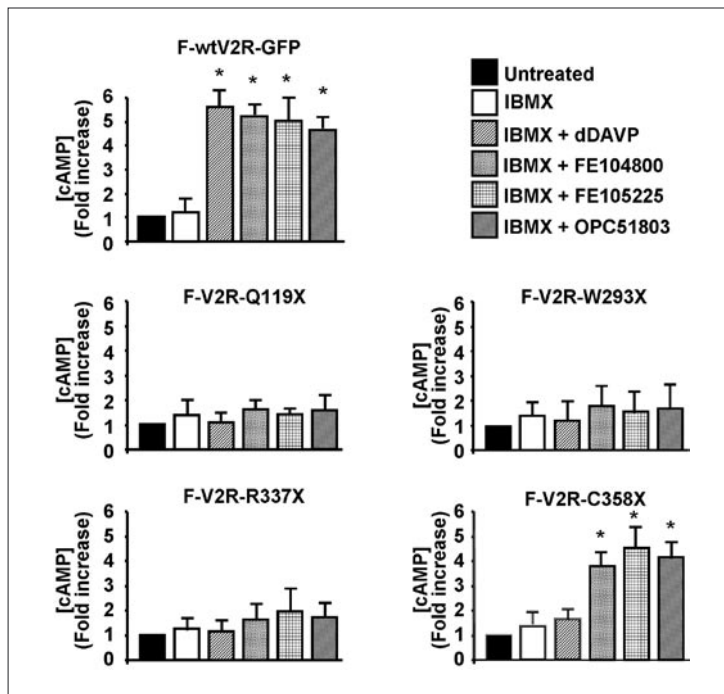 F-wtV2R-GFP
[cAMP]
(Fold increase)
6
5
4
3
2
1
0
* * * *
Untreated
IBMX
IBMX + dDAVP
IBMX + FE104800
IBMX + FE105225
IBMX + OPC51803
F-V2R-Q119X
[cAMP]
(Fold increase)
6
5
4
3
2
1
0
F-V2R-W293X
[cAMP]
(Fold increase)
6
5
4
3
2
1
0
F-V2R-R337X
[cAMP]
(Fold increase)
6
5
4
3
2
1
0
F-V2R-C358X
[cAMP]
(Fold increase)
6
5
4
3
2
1
0
* * *